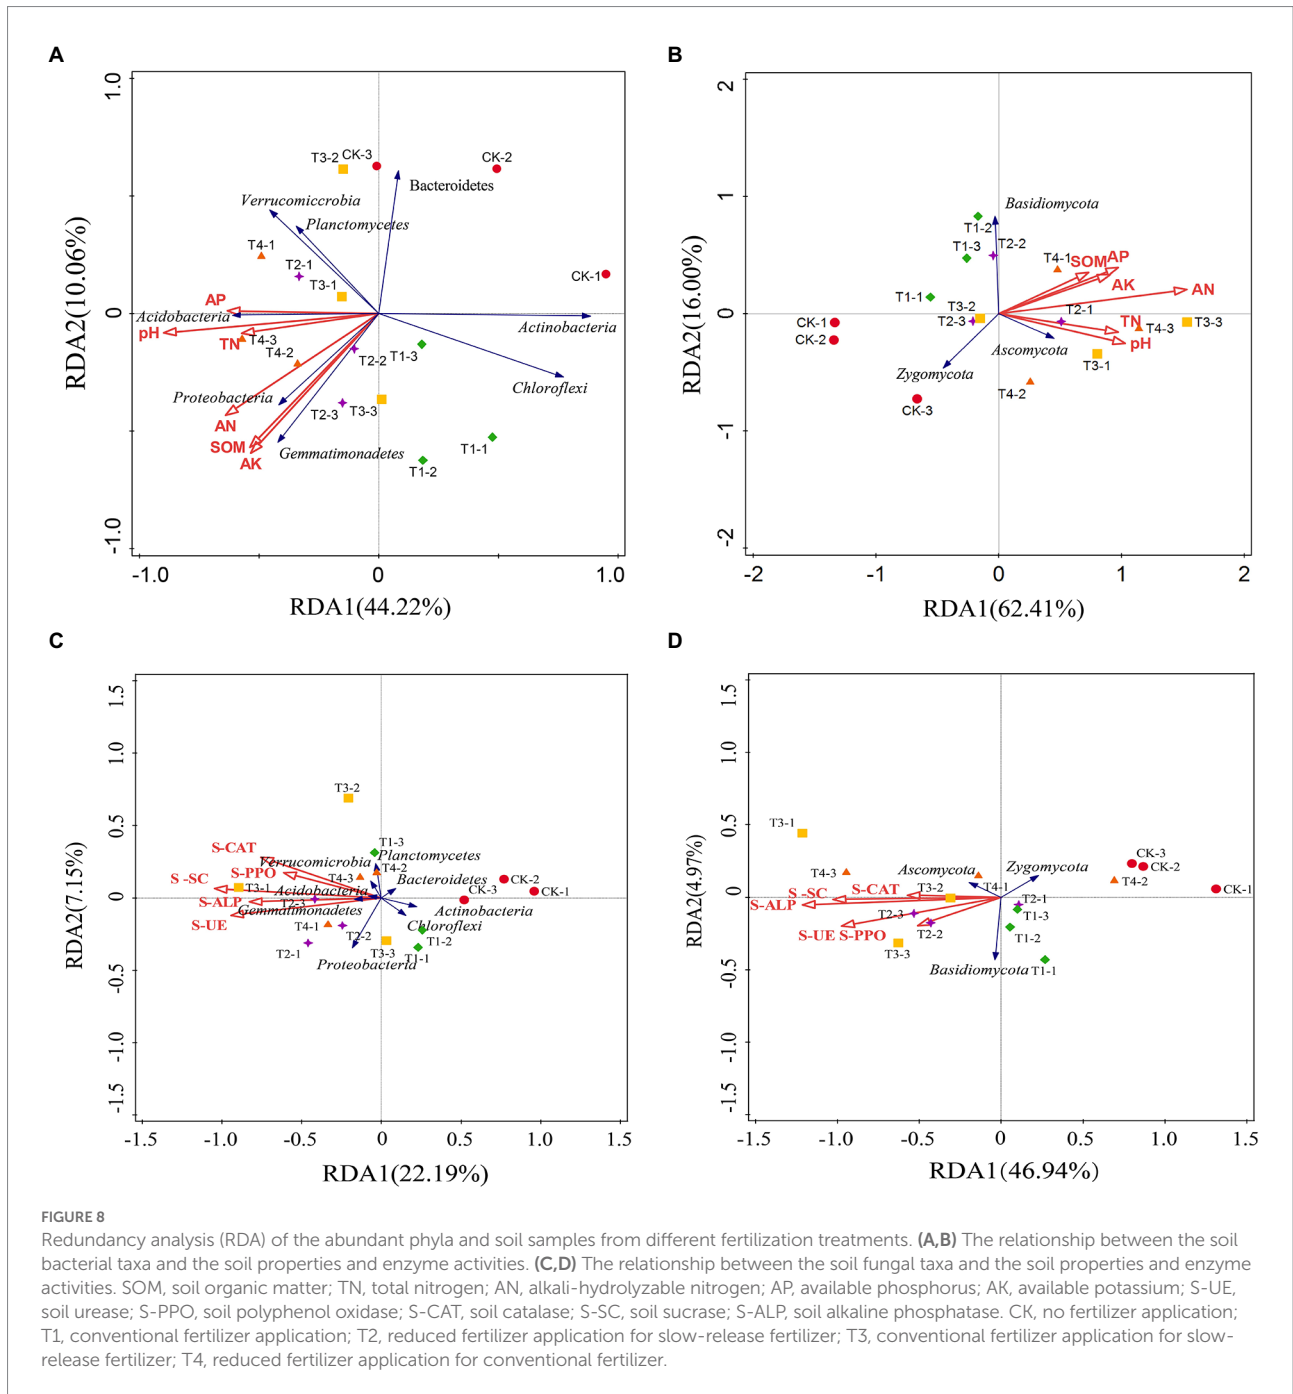 A
1.0
0
-1.0
RDA2(10.06%)
-1.0
0
1.0
RDA1(44.22%)
T3-2
CK-3
CK-2
Bacteroidetes
Verrucomiccrobia
Planctomycetes
T4-1
T2-1
CK-1
T3-1
AP
Acidobacteria
Actinobacteria
pH
TN
T4-3
T4-2
T2-2
T1-3
Chloroflexi
Proteobacteria
T2-3
T3-3
AN
SOM
AK
Gemmatimonadetes
T1-1
T1-2
B
2
1
0
-1
-2
RDA2(16.00%)
-2
-1
0
1
2
RDA1(62.41%)
Basidiomycota
T1-2
T1-3
T2-2
T4-1
SOM
AP
AK
AN
T1-1
T3-2
T2-3
T2-1
CK-1
CK-2
TN
T4-3
T3-3
pH
Ascomycota
T3-1
Zygomycota
T4-2
CK-3
C
1.5
1.0
0.5
0
-0.5
-1.0
-1.5
RDA2(7.15%)
-1.5
-1.0
-0.5
0
0.5
1.0
1.5
RDA1(22.19%)
T3-2
T1-3
S-CAT
Verrucomicrobia
Planctomycetes
S-PPO
T4-2
S -SC
T4-3
Bacteroidetes
CK-2
T3-1
Acidobacteria
CK-3
CK-1
S-ALP
T2-3
Gemmatimonadetes
Actinobacteria
S-UE
T4-1
T2-2
Chloroflexi
T2-1
T3-3
T1-2
T1-1
Proteobacteria
D
1.5
1.0
0.5
0
-0.5
-1.0
-1.5
RDA2(4.97%)
-1.5
-1.0
-0.5
0
0.5
1.0
1.5
RDA1(46.94%)
T3-1
CK-3
CK-2
T4-3
Ascomycota
Zygomycota
T4-2
S -SC
S-CAT
T3-2
T4-1
CK-1
S-ALP
T2-3
T2-1
T1-3
S-UE
S-PPO
T2-2
T1-2
T3-3
Basidiomycota
T1-1
FIGURE 8
Redundancy analysis (RDA) of the abundant phyla and soil samples from different fertilization treatments. (A,B) The relationship between the soil
bacterial taxa and the soil properties and enzyme activities. (C,D) The relationship between the soil fungal taxa and the soil properties and enzyme
activities. SOM, soil organic matter; TN, total nitrogen; AN, alkali-hydrolyzable nitrogen; AP, available phosphorus; AK, available potassium; S-UE,
soil urease; S-PPO, soil polyphenol oxidase; S-CAT, soil catalase; S-SC, soil sucrase; S-ALP, soil alkaline phosphatase. CK, no fertilizer application;
T1, conventional fertilizer application; T2, reduced fertilizer application for slow-release fertilizer; T3, conventional fertilizer application for slow-
release fertilizer; T4, reduced fertilizer application for conventional fertilizer.